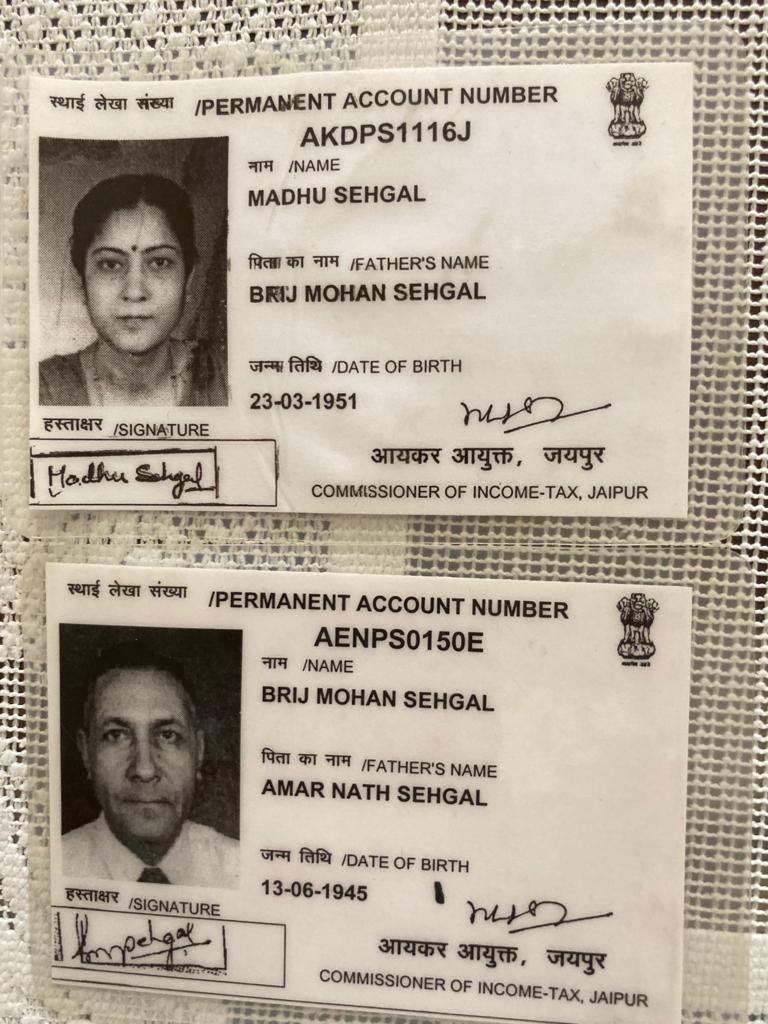 स्थाई लेखा संख्या /PERMANENT ACCOUNT NUMBER
AKDPS1116J
नाम /NAME
MADHU SEHGAL
पिता का नाम /FATHER'S NAME
BRIJ MOHAN SEHGAL
जन्म तिथि /DATE OF BIRTH
23-03-1951
हस्ताक्षर /SIGNATURE
Madhu Sehgal
आयकर आयुक्त, जयपुर
COMMISSIONER OF INCOME-TAX, JAIPUR
स्थाई लेखा संख्या /PERMANENT ACCOUNT NUMBER
AENPS0150E
नाम /NAME
BRIJ MOHAN SEHGAL
पिता का नाम /FATHER'S NAME
AMAR NATH SEHGAL
जन्म तिथि /DATE OF BIRTH
13-06-1945
हस्ताक्षर /SIGNATURE
आयकर आयुक्त, जयपुर
COMMISSIONER OF INCOME-TAX, JAIPUR